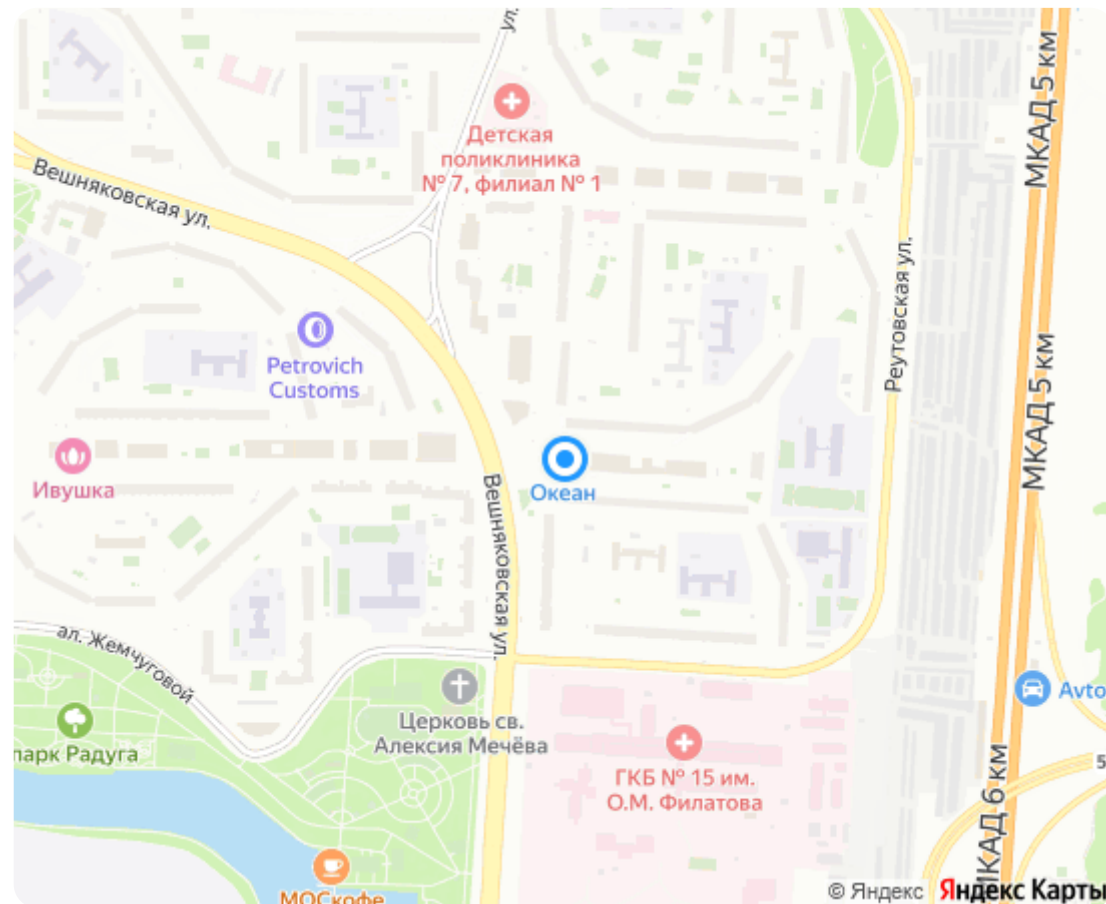 ул.
МКАД 5 км
Детская
поликлиника
№ 7, филиал № 1
Вешняковская ул.
Реутовская ул.
Petrovich
Customs
МКАД 5 км
Ивушка
Океан
Вешняковская ул.
ал. Жемчуговой
Церковь св.
Алексия Мечёва
Avto
парк Радуга
ГКБ № 15 им.
О.М. Филатова
5
МКАД 6 км
МОСкофе
© Яндекс Яндекс Карты